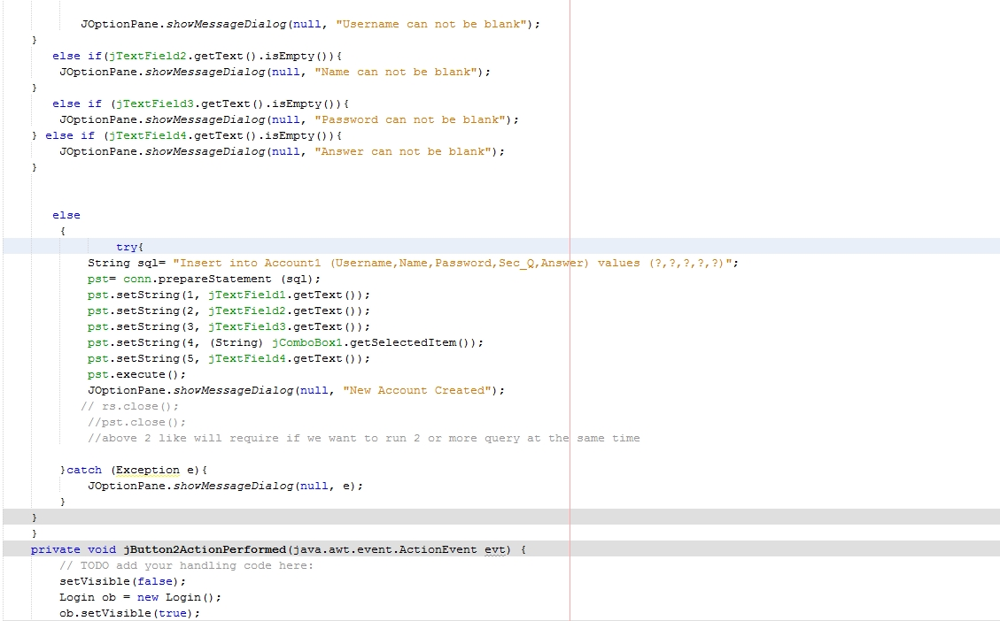 JOptionPane.showMessageDialog(null, "Username can not be blank");
}
else if(jTextField2.getText().isEmpty()){
JOptionPane.showMessageDialog(null, "Name can not be blank");
}
else if (jTextField3.getText().isEmpty()){
JOptionPane.showMessageDialog(null, "Password can not be blank");
} else if (jTextField4.getText().isEmpty()){
JOptionPane.showMessageDialog(null, "Answer can not be blank");
}
else
{
try{
String sql= "Insert into Account1 (Username,Name,Password,Sec_Q,Answer) values (?,?,?,?,?)";
pst= conn.prepareStatement (sql);
pst.setString(1, jTextField1.getText());
pst.setString(2, jTextField2.getText());
pst.setString(3, jTextField3.getText());
pst.setString(4, (String) jComboBox1.getSelectedItem());
pst.setString(5, jTextField4.getText());
pst.execute();
JOptionPane.showMessageDialog(null, "New Account Created");
// rs.close();
//pst.close();
//above 2 like will require if we want to run 2 or more query at the same time
}catch (Exception e){
JOptionPane.showMessageDialog(null, e);
}
}
}
private void jButton2ActionPerformed(java.awt.event.ActionEvent evt) {
// TODO add your handling code here:
setVisible(false);
Login ob = new Login();
ob.setVisible(true);